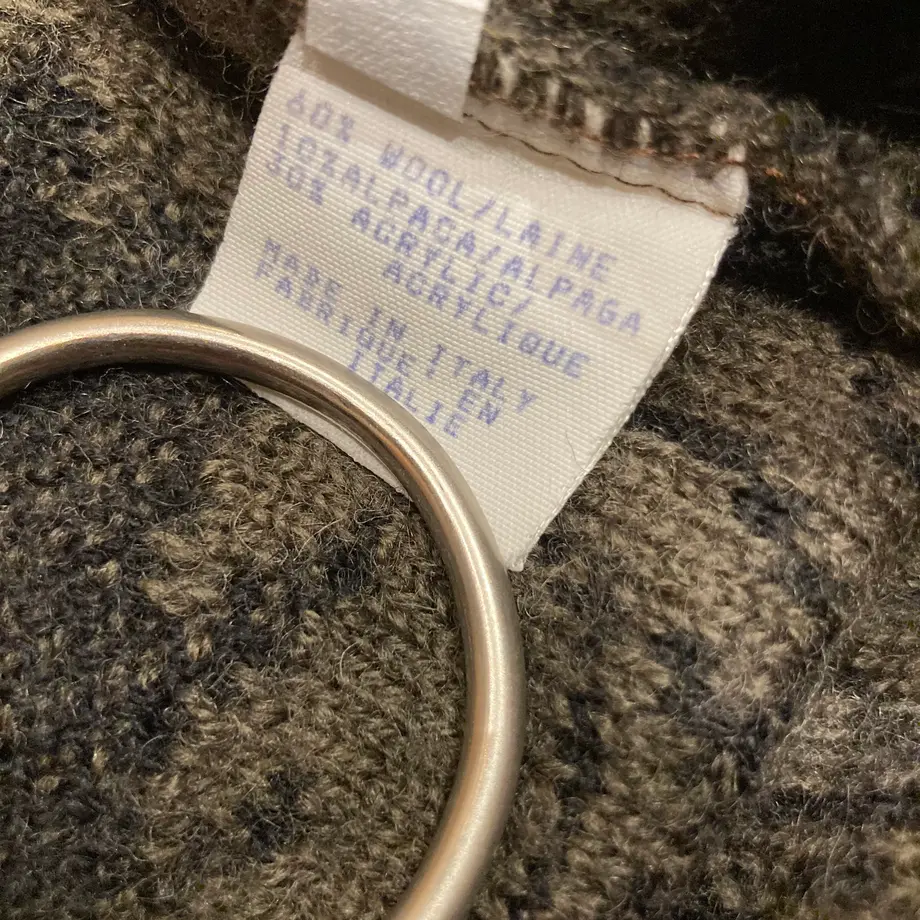 60% WOOL/LAINE
10%ALPACA/ALPAGA
30% ACRYLIC/
ACRYLIQUE
MADE IN ITALY
FABRIQUE EN
ITALIE